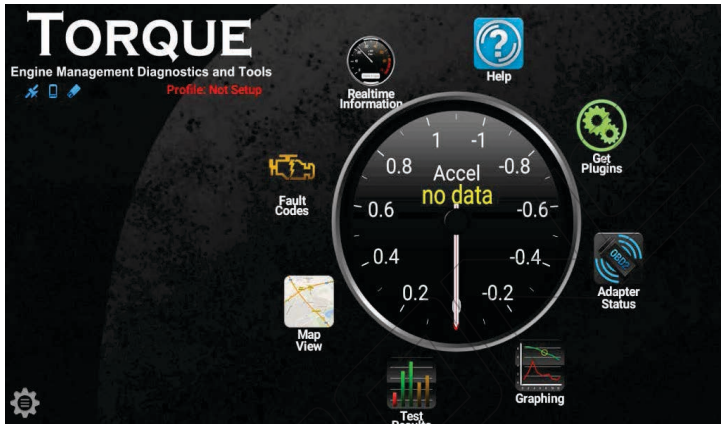 TORQUE
Engine Management Diagnostics and Tools
Profile: Not Setup
Realtime
Information
Help
Get
Plugins
Fault
Codes
1 -1
0.8 Accel -0.8
no data
0.6 -0.6
0.4 -0.4
0.2 -0.2
Adapter
Status
Map
View
Graphing
Test
Results